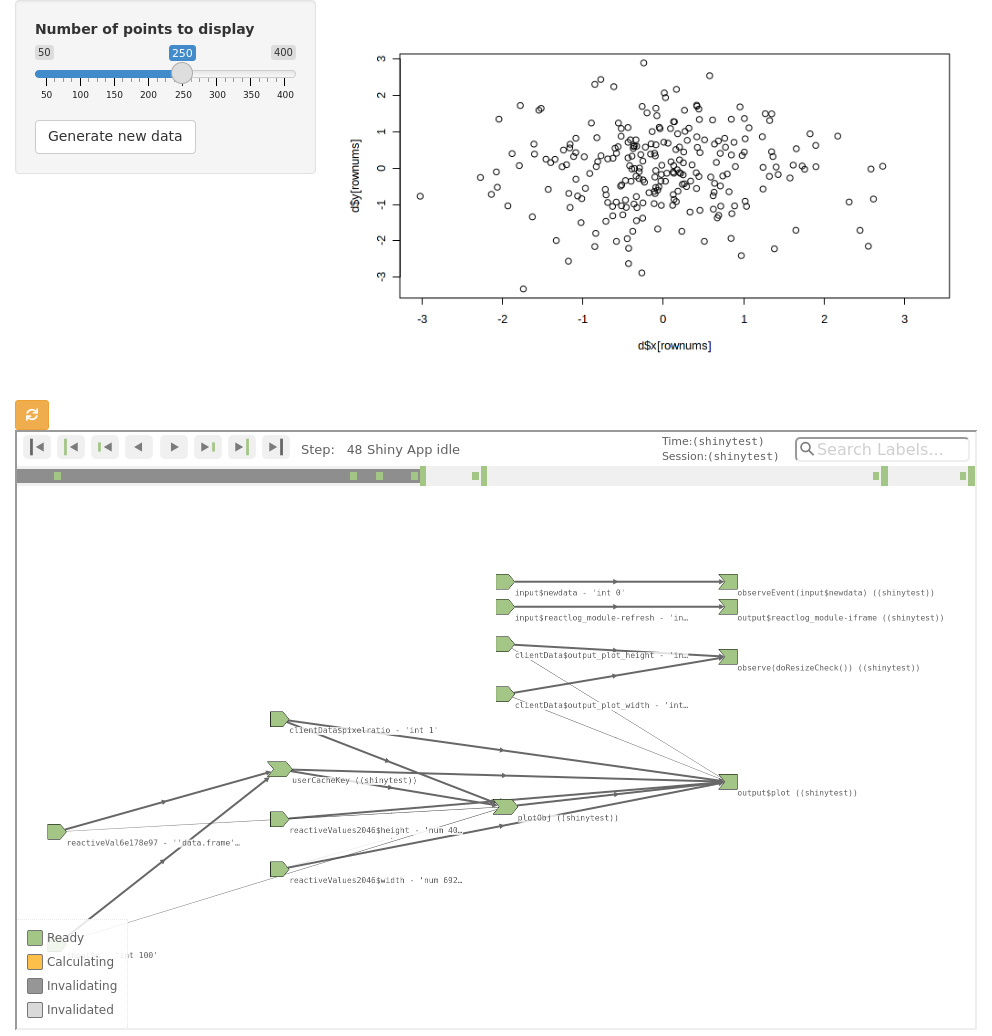 Number of points to display
50 250 400
50 100 150 200 250 300 350 400
Generate new data
3
2
1
0
-1
-2
-3
d$y[rownums]
-3 -2 -1 0 1 2 3
d$x[rownums]
Step: 48 Shiny App idle
Time:(shinytest)
Session:(shinytest)
Search Labels...
input$newdata - 'int 0'
observeEvent(input$newdata) ((shinytest))
input$reactlog_module-refresh - 'in…
output$reactlog_module-iframe ((shinytest))
clientData$output_plot_height - 'in…
observe(doResizeCheck()) ((shinytest))
clientData$output_plot_width - 'int…
clientData$pixelratio - 'int 1'
userCacheKey ((shinytest))
output$plot ((shinytest))
plotObj ((shinytest))
reactiveValues2046$height - 'num 40…
reactiveVal6e178e97 - ''data.frame'…
reactiveValues2046$width - 'num 692…
100'
Ready
Calculating
Invalidating
Invalidated